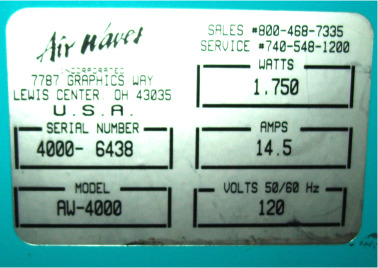 Air Waves
INCORPORATED
7787 GRAPHICS WAY
LEWIS CENTER OH 43035
U.S.A.
SALES #800-468-7335
SERVICE #740-548-1200
WATTS
1.750
SERIAL NUMBER
4000- 6438
AMPS
14.5
MODEL
AW-4000
VOLTS 50/60 Hz
120